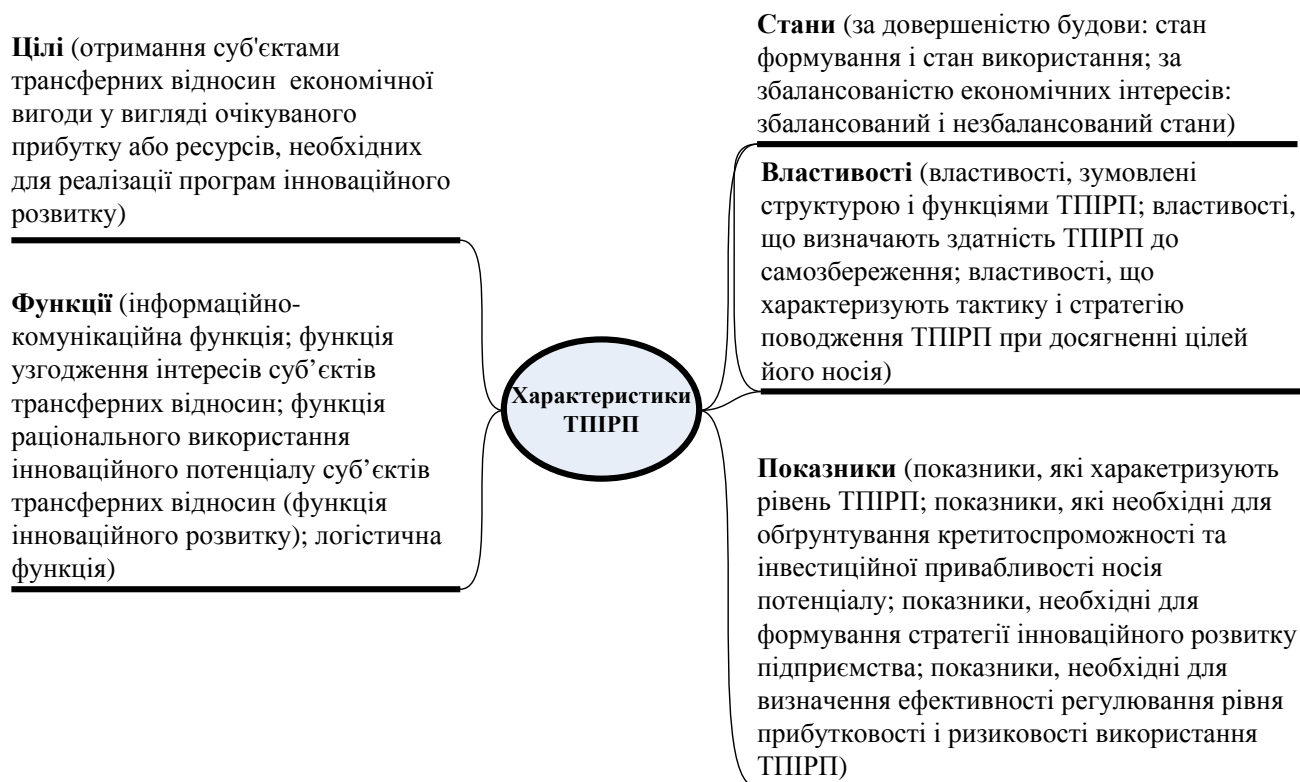 Цілі (отримання суб'єктами
трансферних відносин економічної
вигоди у вигляді очікуваного
прибутку або ресурсів, необхідних
для реалізації програм інноваційного
розвитку)
Функції (інформаційно-
комунікаційна функція; функція
узгодження інтересів суб’єктів
трансферних відносин; функція
раціонального використання
інноваційного потенціалу суб’єктів
трансферних відносин (функція
інноваційного розвитку); логістична
функція)
Характеристики
ТПІРП
Стани (за довершеністю будови: стан
формування і стан використання; за
збалансованістю економічних інтересів:
збалансований і незбалансований стани)
Властивості (властивості, зумовлені
структурою і функціями ТПІРП; властивості,
що визначають здатність ТПІРП до
самозбереження; властивості, що
характеризують тактику і стратегію
поводження ТПІРП при досягненні цілей
його носія)
Показники (показники, які харакетризують
рівень ТПІРП; показники, які необхідні для
обґрунтування кретитоспроможності та
інвестиційної привабливості носія
потенціалу; показники, необхідні для
формування стратегії інноваційного розвитку
підприємства; показники, необхідні для
визначення ефективності регулювання рівня
прибутковості і ризиковості використання
ТПІРП)